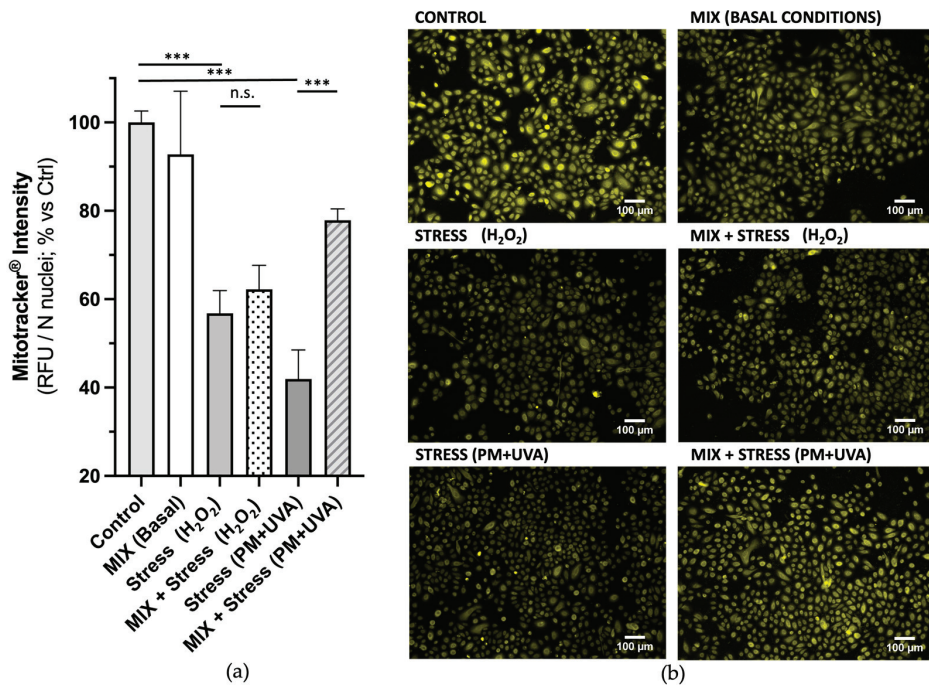 ***
***
***
n.s.
Mitotracker® Intensity
(RFU / N nuclei; % vs Ctrl)
100
80
60
40
20
Control
MIX (Basal)
Stress (H₂O₂)
MIX + Stress (H₂O₂)
Stress (PM+UVA)
MIX + Stress (PM+UVA)
(a)
CONTROL
MIX (BASAL CONDITIONS)
100 µm
100 µm
STRESS (H₂O₂)
MIX + STRESS (H₂O₂)
100 µm
100 µm
STRESS (PM+UVA)
MIX + STRESS (PM+UVA)
100 µm
100 µm
(b)